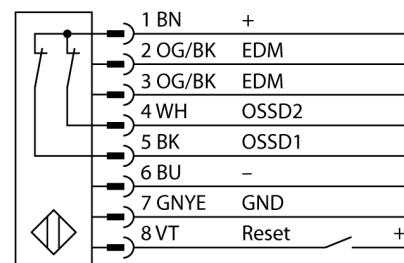 1 BN +
2 OG/BK EDM
3 OG/BK EDM
4 WH OSSD2
5 BK OSSD1
6 BU –
7 GNYE GND
8 VT Reset +